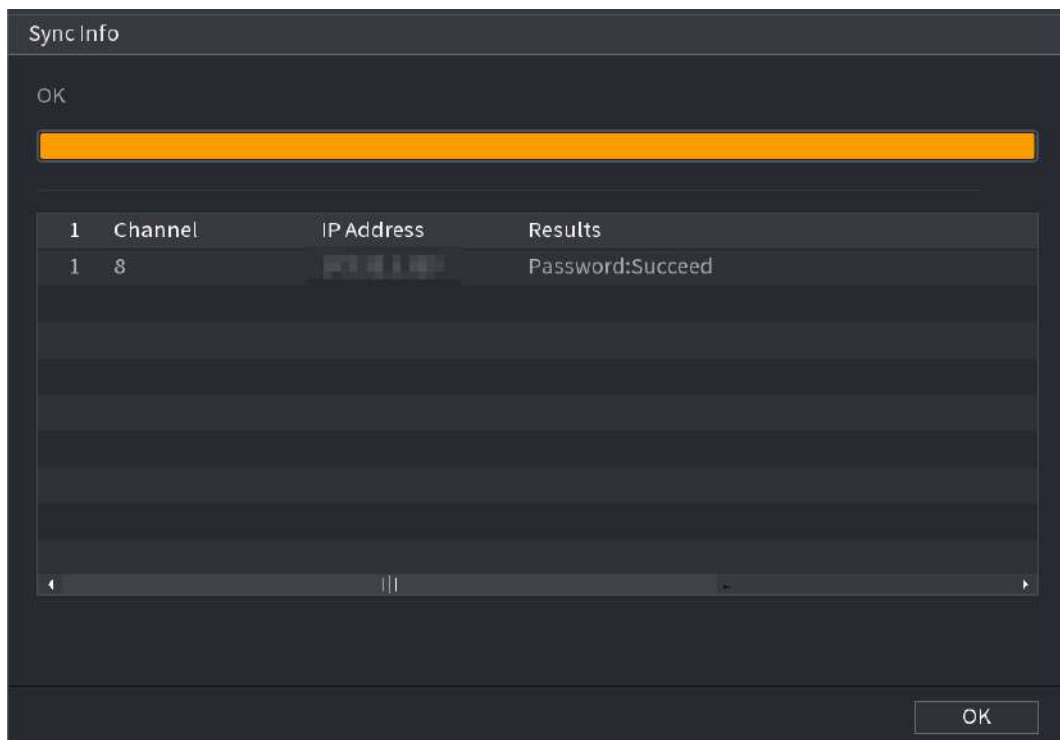 Sync Info
OK
1 Channel IP Address Results
1 8 Password:Succeed
OK